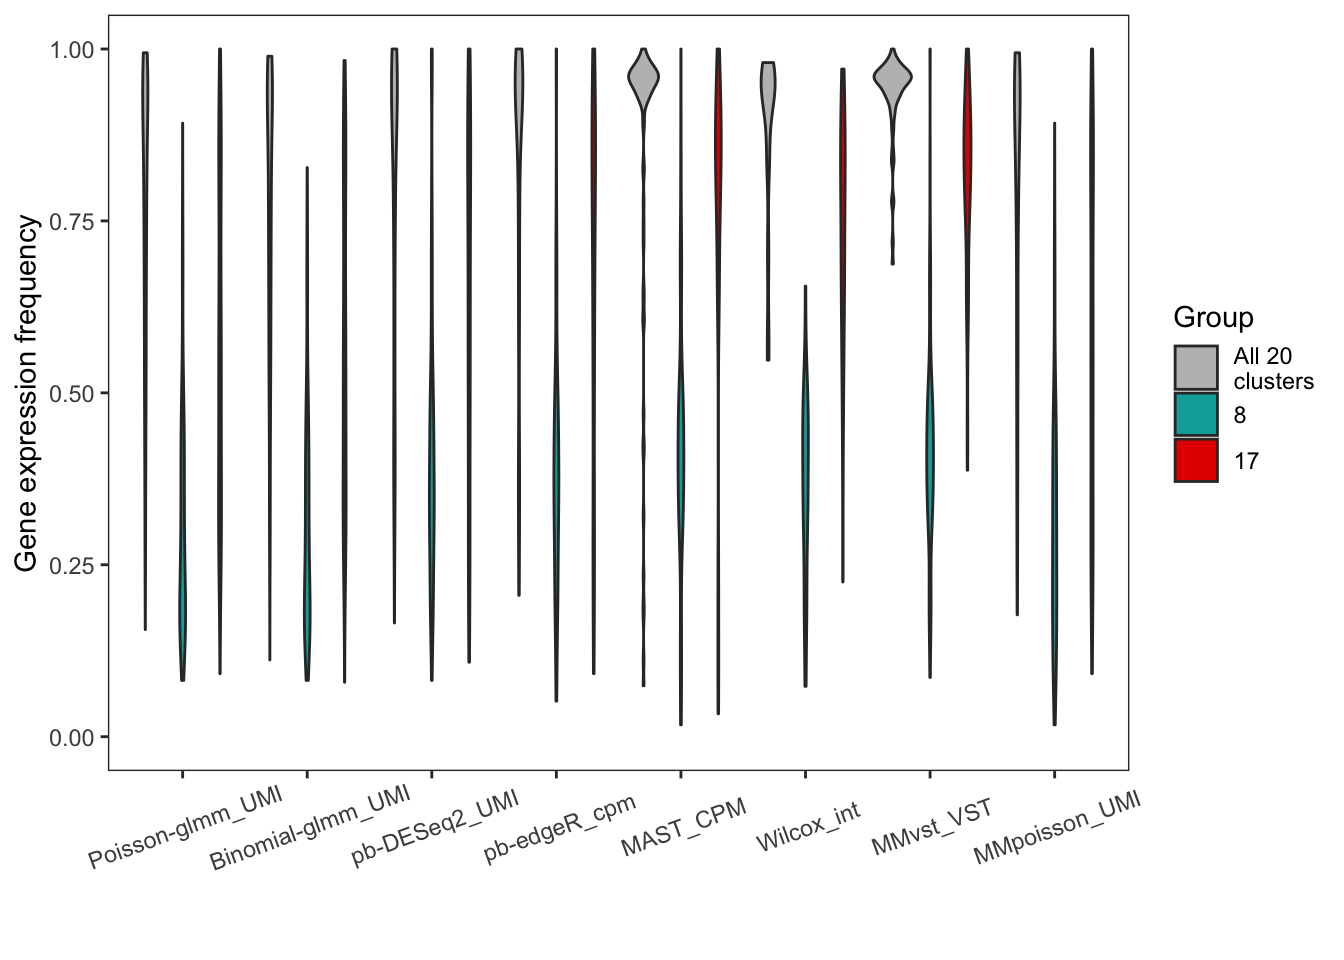 Gene expression frequency
1.00
0.75
0.50
0.25
0.00
Poisson-glmm_UMI
Binomial-glmm_UMI
pb-DESeq2_UMI
pb-edgeR_cpm
MAST_CPM
Wilcox_int
MMvst_VST
MMpoisson_UMI
Group
All 20
clusters
8
17